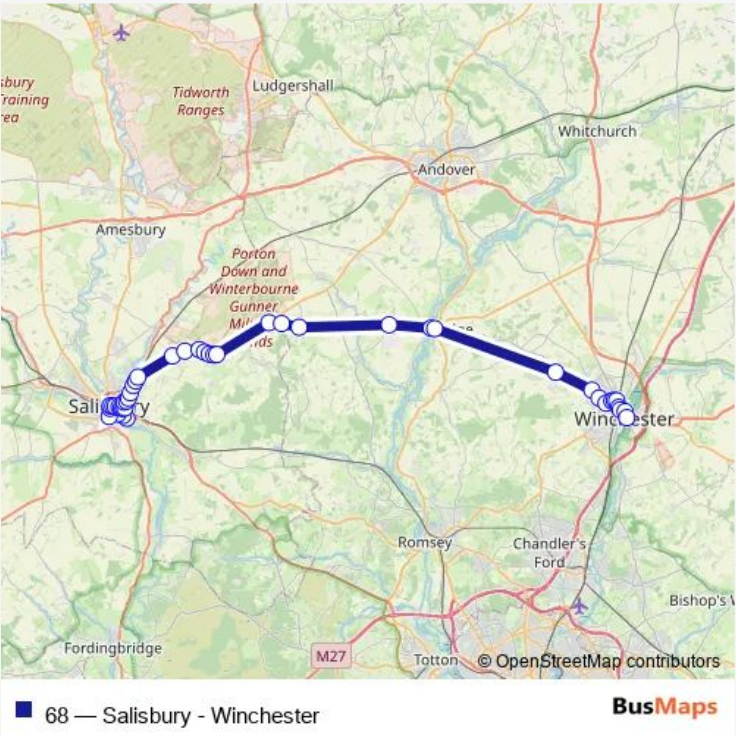 Ludgershall
sbury
Training
rea
Tidworth
Ranges
Whitchurch
Andover
Amesbury
Porton
Down and
Winterbourne
Gunner
Salisbury
Winchester
Romsey
Chandler's
Ford
Bishop's
Fordingbridge
M27
Totton
© OpenStreetMap contributors
68 — Salisbury - Winchester
BusMaps